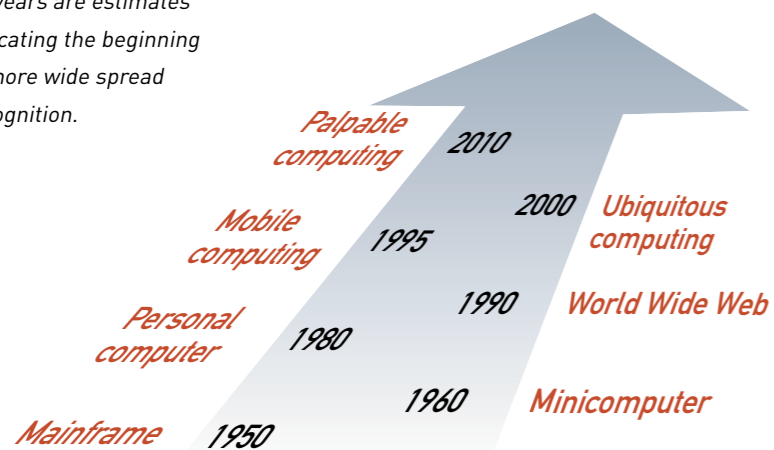 years are estimates
cating the beginning
more wide spread
ognition.
Palpable
computing
2010
2000
Ubiquitous
computing
Mobile
computing
1995
1990
World Wide Web
Personal
computer
1980
1960
Minicomputer
Mainframe
1950